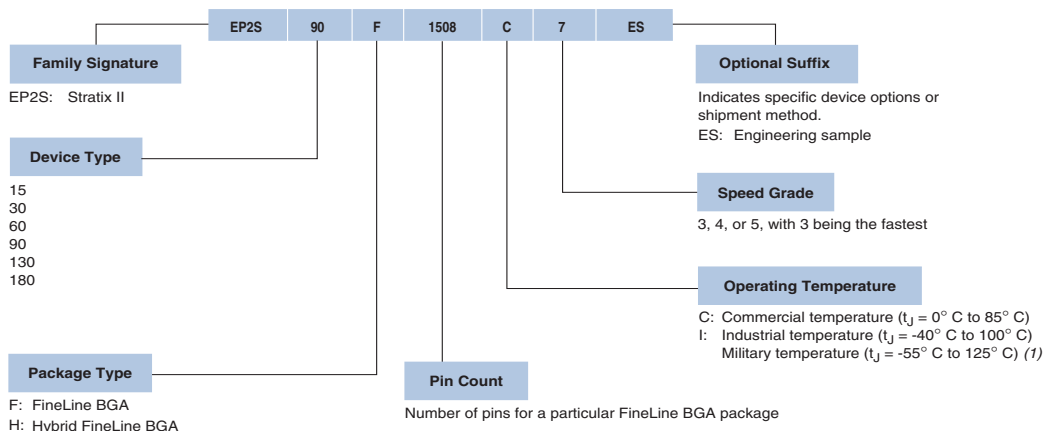 EP2S 90 F 1508 C 7 ES
Family Signature
EP2S: Stratix II
Device Type
15
30
60
90
130
180
Package Type
F: FineLine BGA
H: Hybrid FineLine BGA
Pin Count
Number of pins for a particular FineLine BGA package
Optional Suffix
Indicates specific device options or
shipment method.
ES: Engineering sample
Speed Grade
3, 4, or 5, with 3 being the fastest
Operating Temperature
C: Commercial temperature (tJ = 0° C to 85° C)
I: Industrial temperature (tJ = -40° C to 100° C)
Military temperature (tJ = -55° C to 125° C) (1)